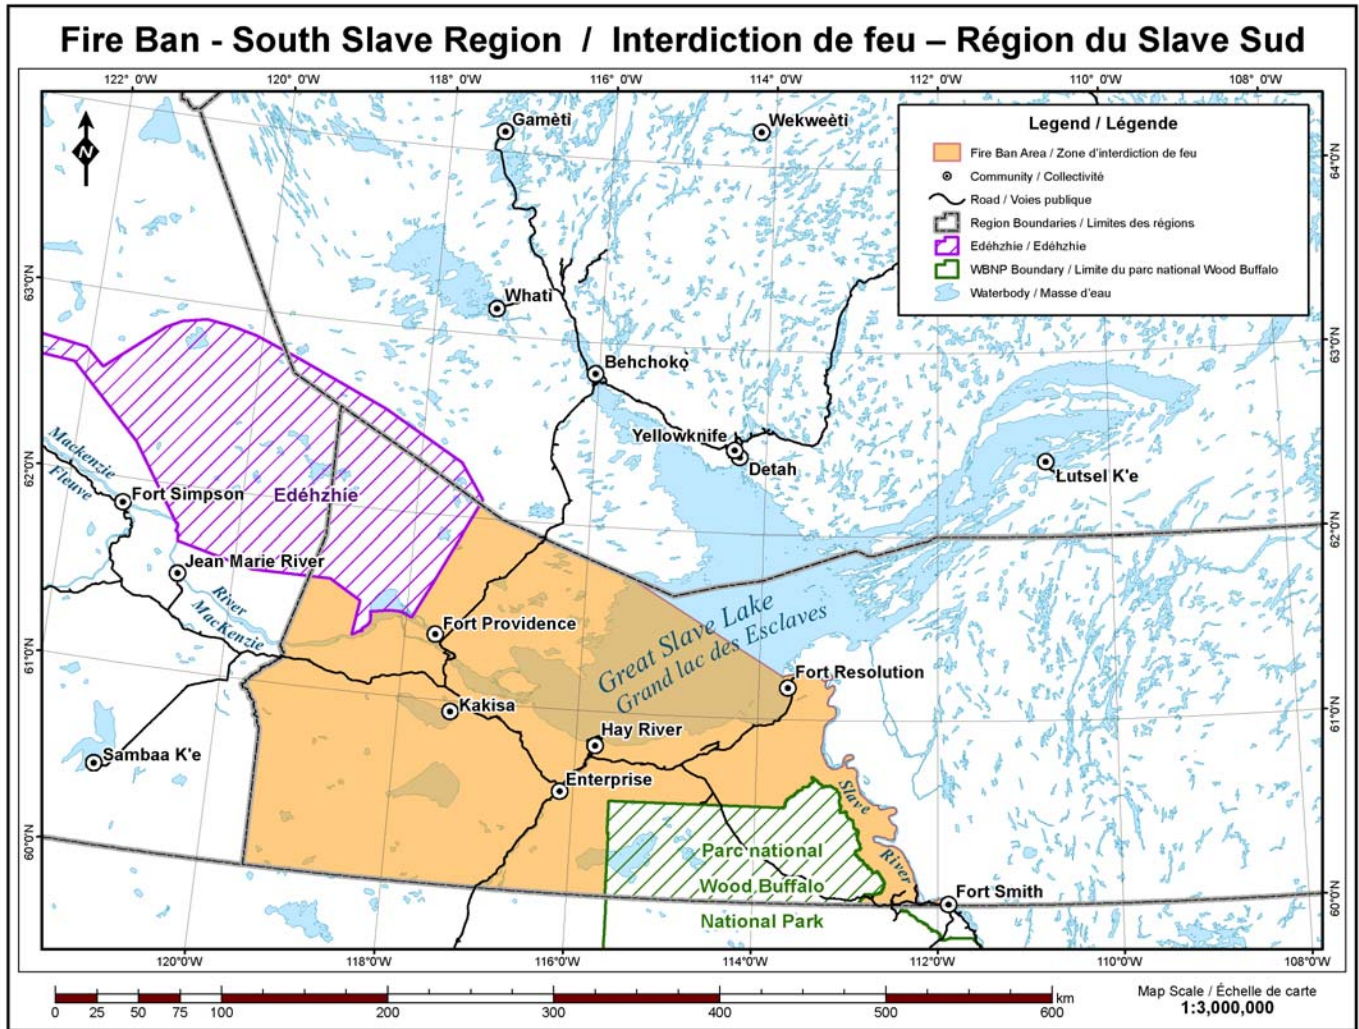 Fire Ban - South Slave Region / Interdiction de feu – Région du Slave Sud
122° 0'W 120° 0'W 118° 0'W 116° 0'W 114° 0'W 112° 0'W 110° 0'W 108° 0'W
N
Legend / Légende
Fire Ban Area / Zone d'interdiction de feu
Community / Collectivité
Road / Voies publique
Region Boundaries / Limites des régions
Edéhzhie / Edéhzhie
WBNP Boundary / Limite du parc national Wood Buffalo
Waterbody / Masse d'eau
Gamètì
Wekweètì
64°0'N
63°0'N
Whatì
63°0'N
Behchokǫ̀
Yellowknife
Detah
Lutsel K'e
62°0'N
Mackenzie
Fleuve
Fort Simpson
Edéhzhie
62°0'N
Jean Marie River
River
MacKenzie
Fort Providence
Great Slave Lake
Grand lac des Esclaves
61°0'N
Fort Resolution
Kakisa
61°0'N
Hay River
Sambaa K'e
Enterprise
Slave
River
60°0'N
Parc national
Wood Buffalo
National Park
Fort Smith
60°0'N
120°0'W 118°0'W 116°0'W 114°0'W 112°0'W 110°0'W 108°0'W
0 25 50 75 100 200 300 400 500 600
km
Map Scale / Échelle de carte
1:3,000,000